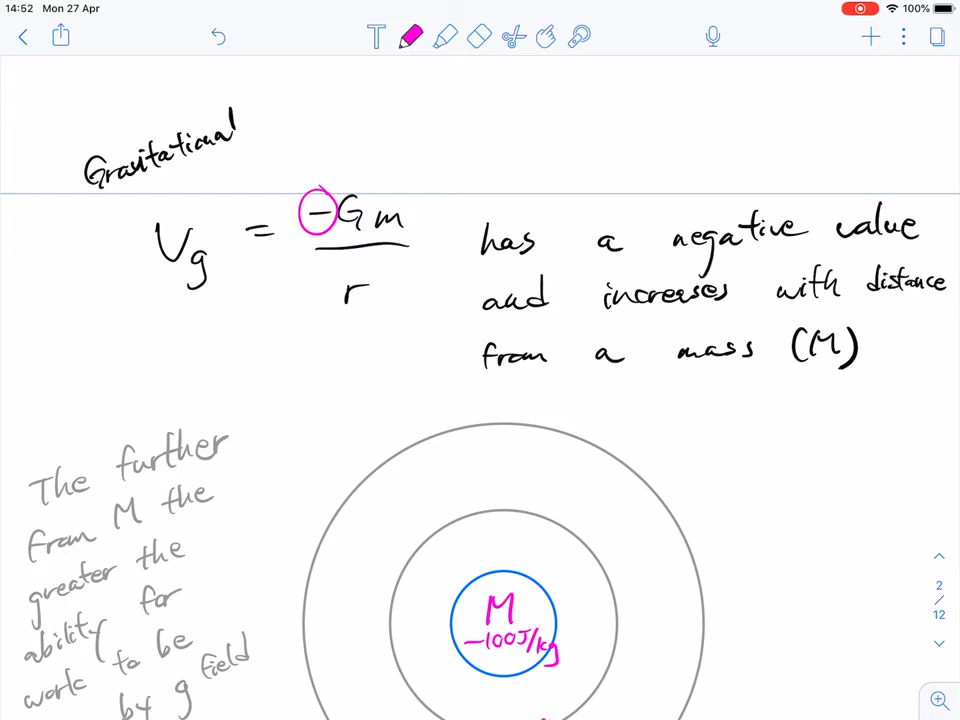 14:52 Mon 27 Apr 100%
Gravitational
Vg = -Gm / r
has a negative value
and increases with distance
from a mass (M)
The further
from M the
greater the
ability for
work to be
by g field
M
-100J/kg
2
/
12